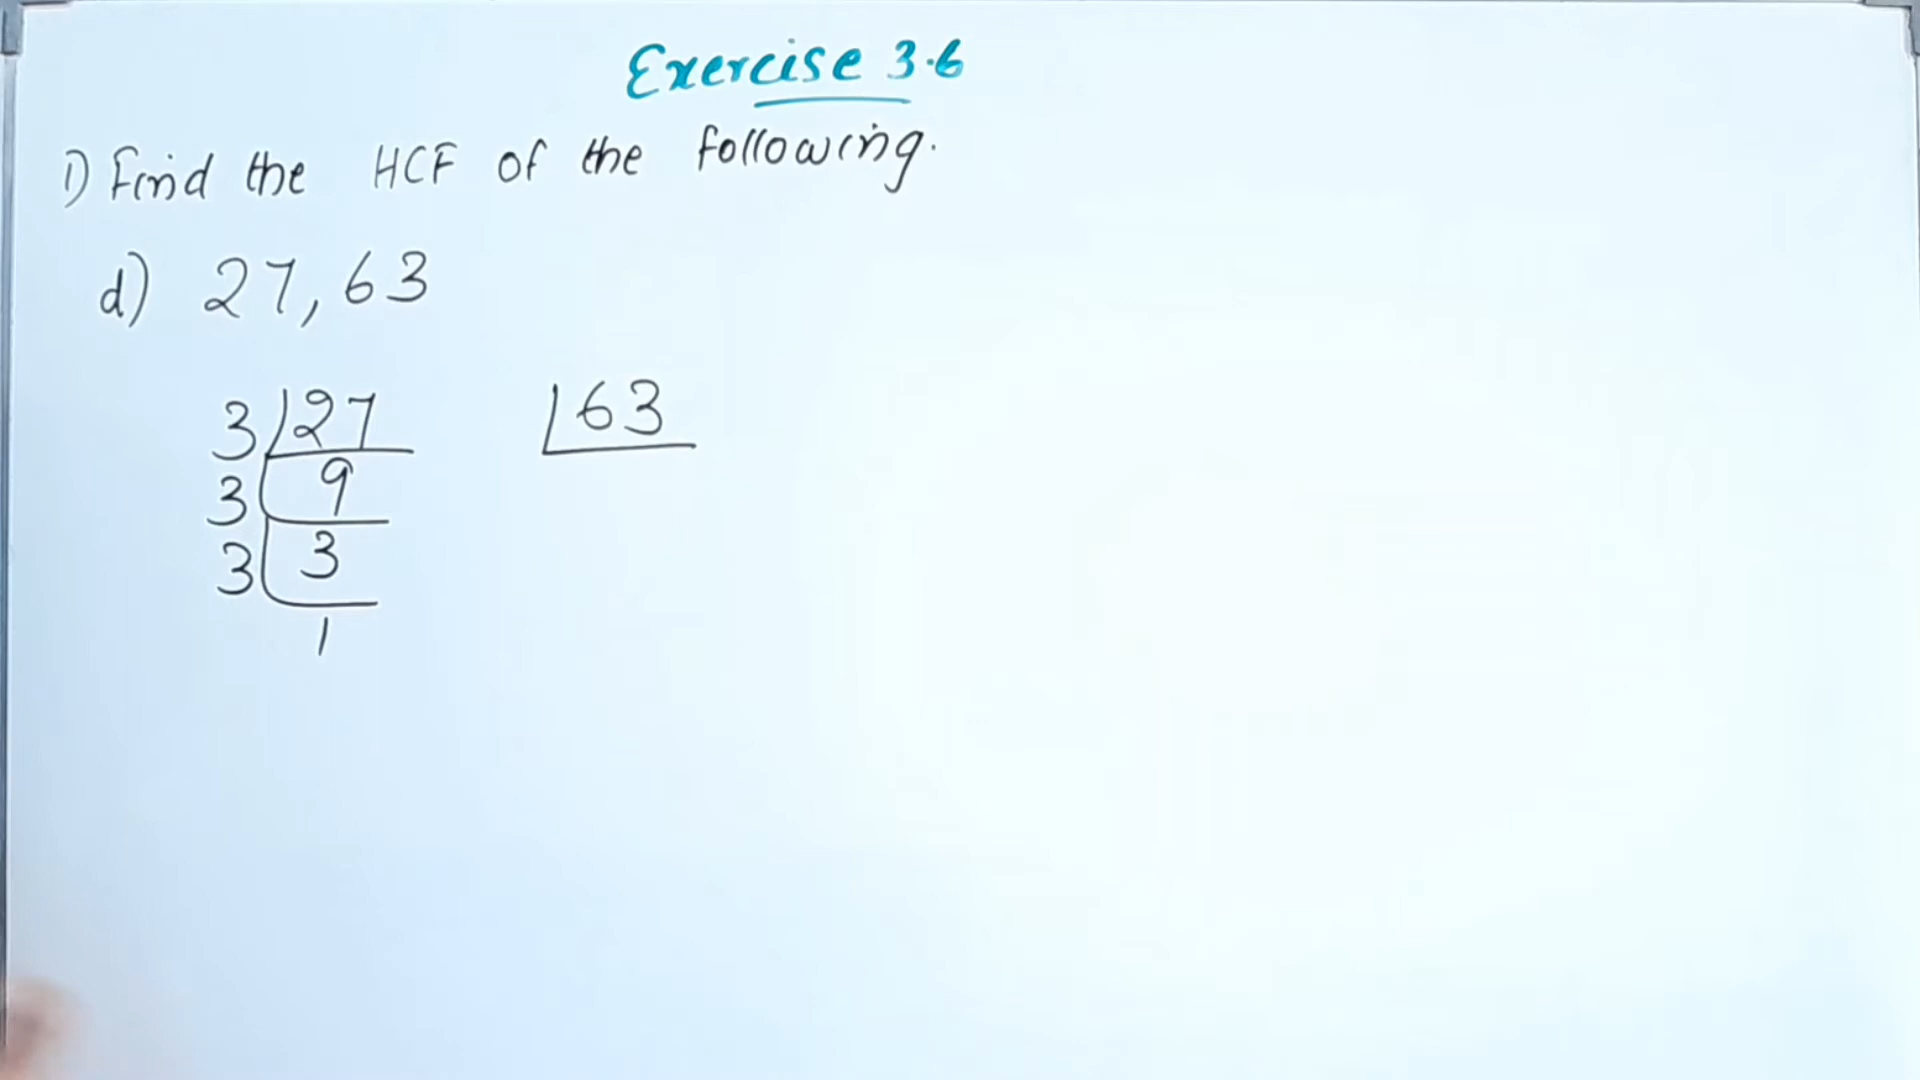 Exercise 3.6
1) Find the HCF of the following.
d) 27, 63
3 27 63
3 9
3 3
1